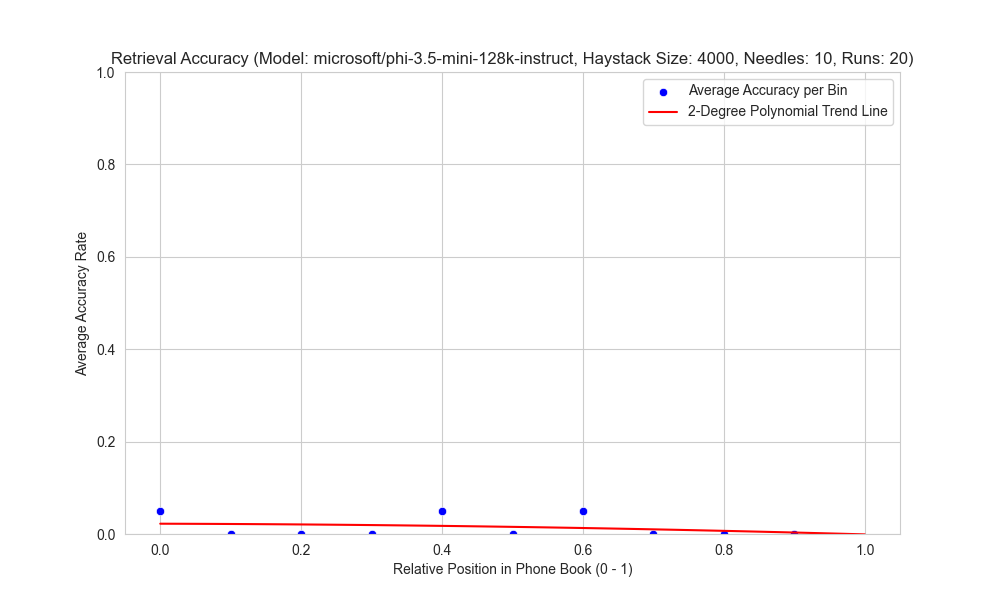 Retrieval Accuracy (Model: microsoft/phi-3.5-mini-128k-instruct, Haystack Size: 4000, Needles: 10, Runs: 20)
Average Accuracy per Bin
2-Degree Polynomial Trend Line
Average Accuracy Rate
1.0
0.8
0.6
0.4
0.2
0.0
0.0 0.2 0.4 0.6 0.8 1.0
Relative Position in Phone Book (0 - 1)